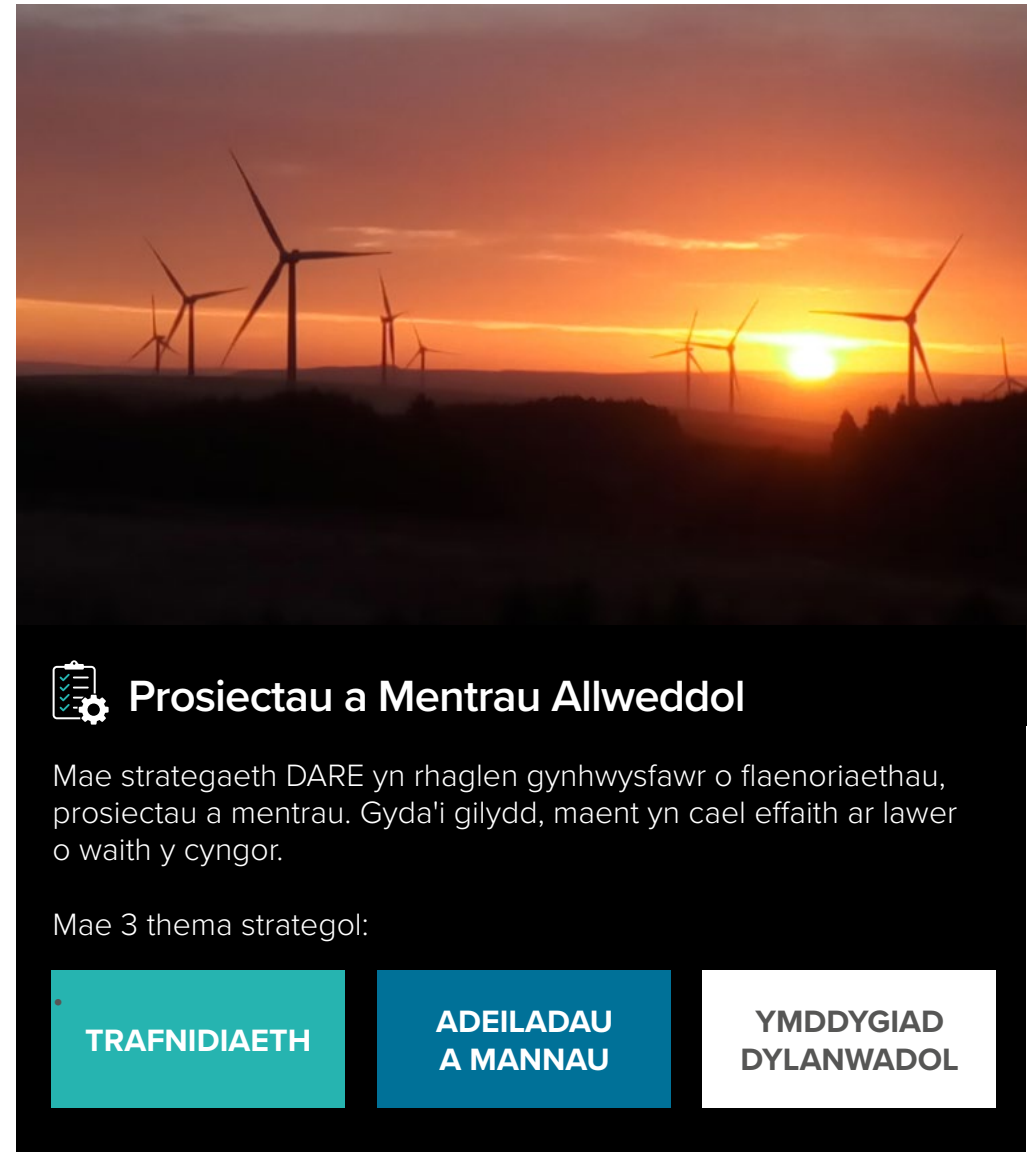 Prosiectau a Mentrau Allweddol
Mae strategaeth DARE yn rhaglen gynhwysfawr o flaenoriaethau,
prosiectau a mentrau. Gyda'i gilydd, maent yn cael effaith ar lawer
o waith y cyngor.
Mae 3 thema strategol:
TRAFNIDIAETH
ADEILADAU
A MANNAU
YMDDYGIAD
DYLANWADOL